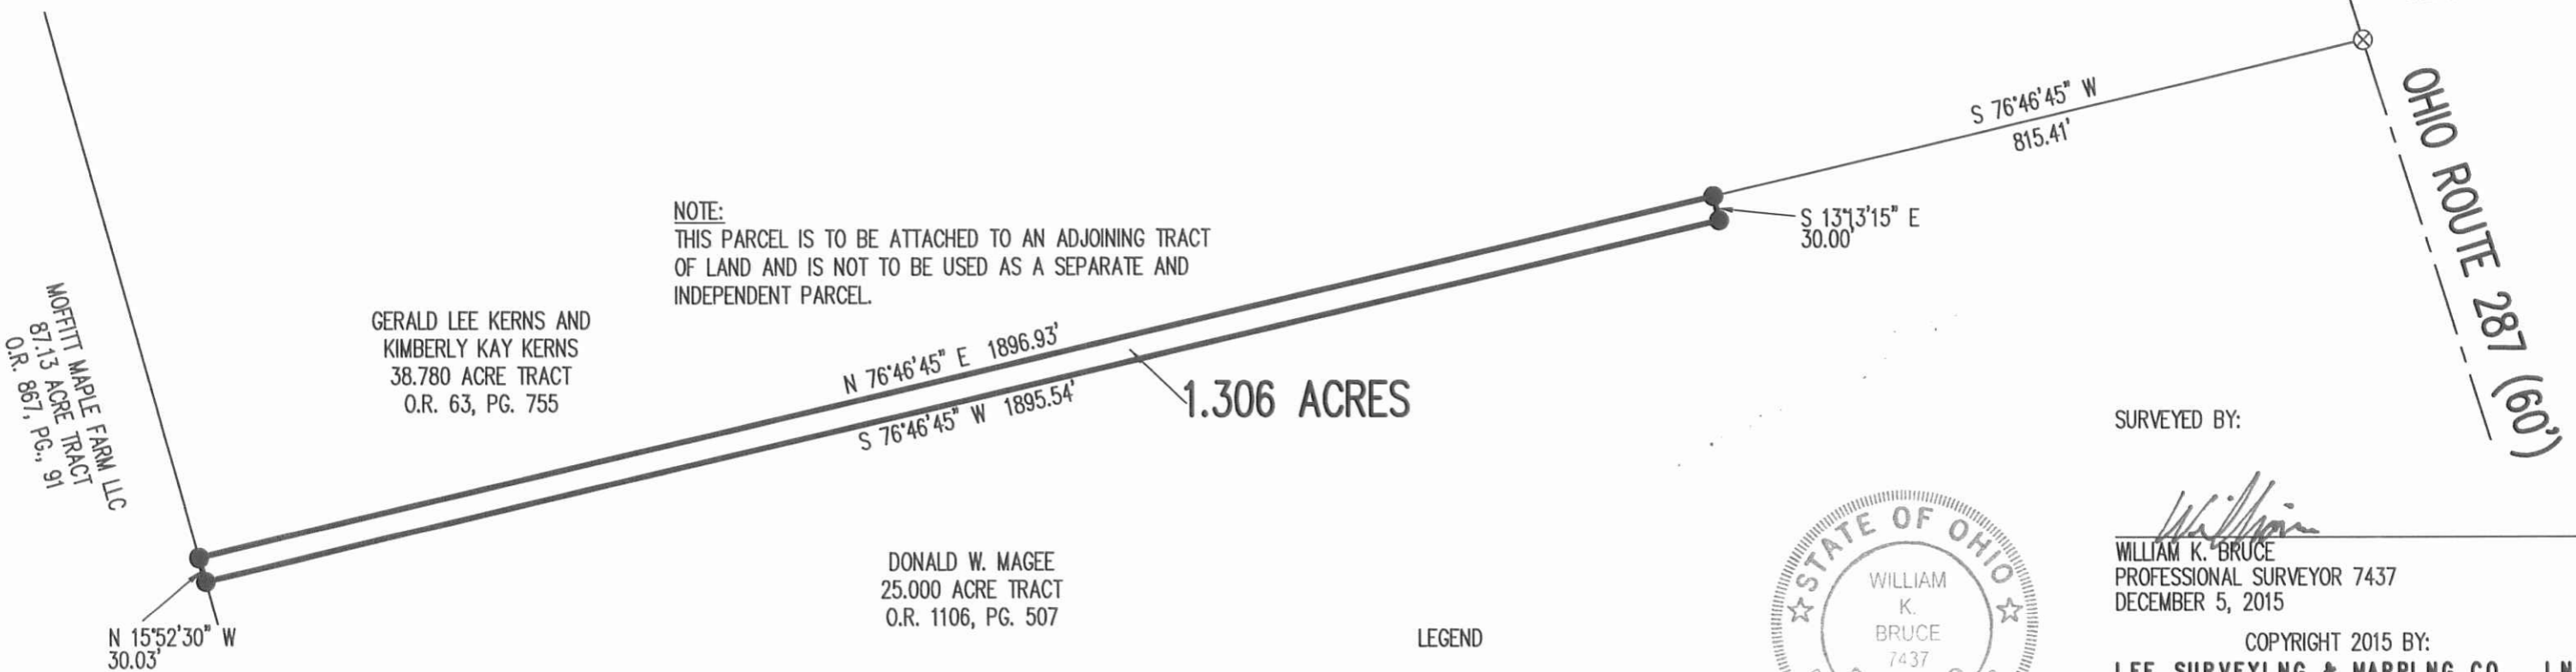 S 76°46'45" W
815.41'
OHIO ROUTE 287 (60')
NOTE:
THIS PARCEL IS TO BE ATTACHED TO AN ADJOINING TRACT
OF LAND AND IS NOT TO BE USED AS A SEPARATE AND
INDEPENDENT PARCEL.
S 13°13'15" E
30.00'
MOFFITT MAPLE FARM LLC
87.13 ACRE TRACT
O.R. 867, PG., 91
GERALD LEE KERNS AND
KIMBERLY KAY KERNS
38.780 ACRE TRACT
O.R. 63, PG. 755
N 76°46'45" E 1896.93'
S 76°46'45" W 1895.54'
1.306 ACRES
N 15°52'30" W
30.03'
DONALD W. MAGEE
25.000 ACRE TRACT
O.R. 1106, PG. 507
LEGEND
STATE OF OHIO
WILLIAM
K.
BRUCE
7437
SURVEYED BY:
WILLIAM K. BRUCE
PROFESSIONAL SURVEYOR 7437
DECEMBER 5, 2015
COPYRIGHT 2015 BY:
LEE SURVEYING & MAPPING CO.